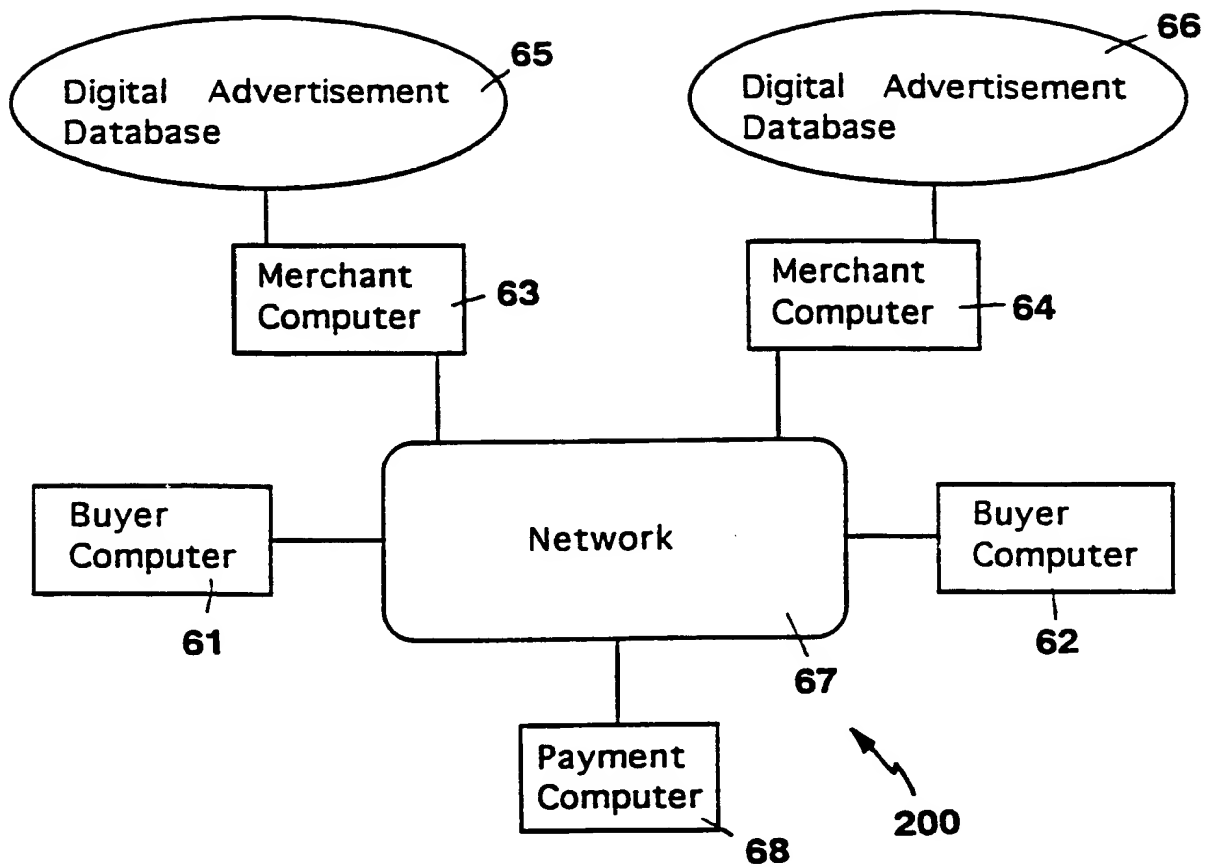 65
Digital Advertisement
Database
66
Digital Advertisement
Database
Merchant
Computer
63
Merchant
Computer
64
Buyer
Computer
61
Network
67
Buyer
Computer
62
Payment
Computer
68
200